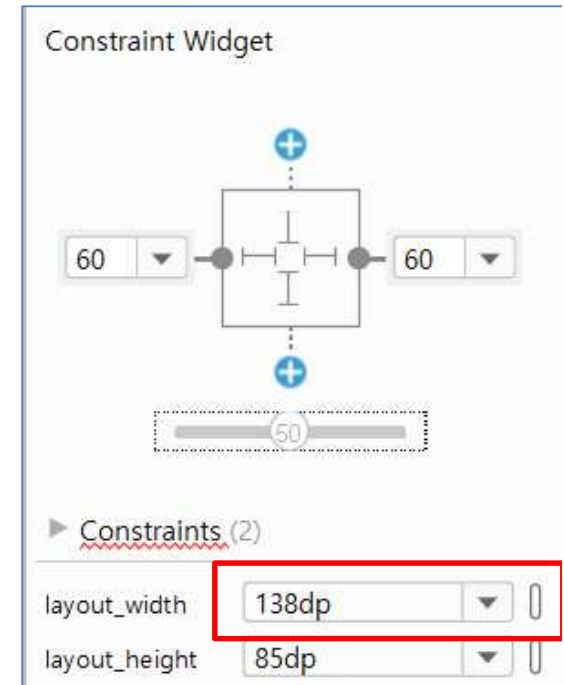 Constraint Widget
60
60
50
Constraints (2)
layout_width 138dp
layout_height 85dp